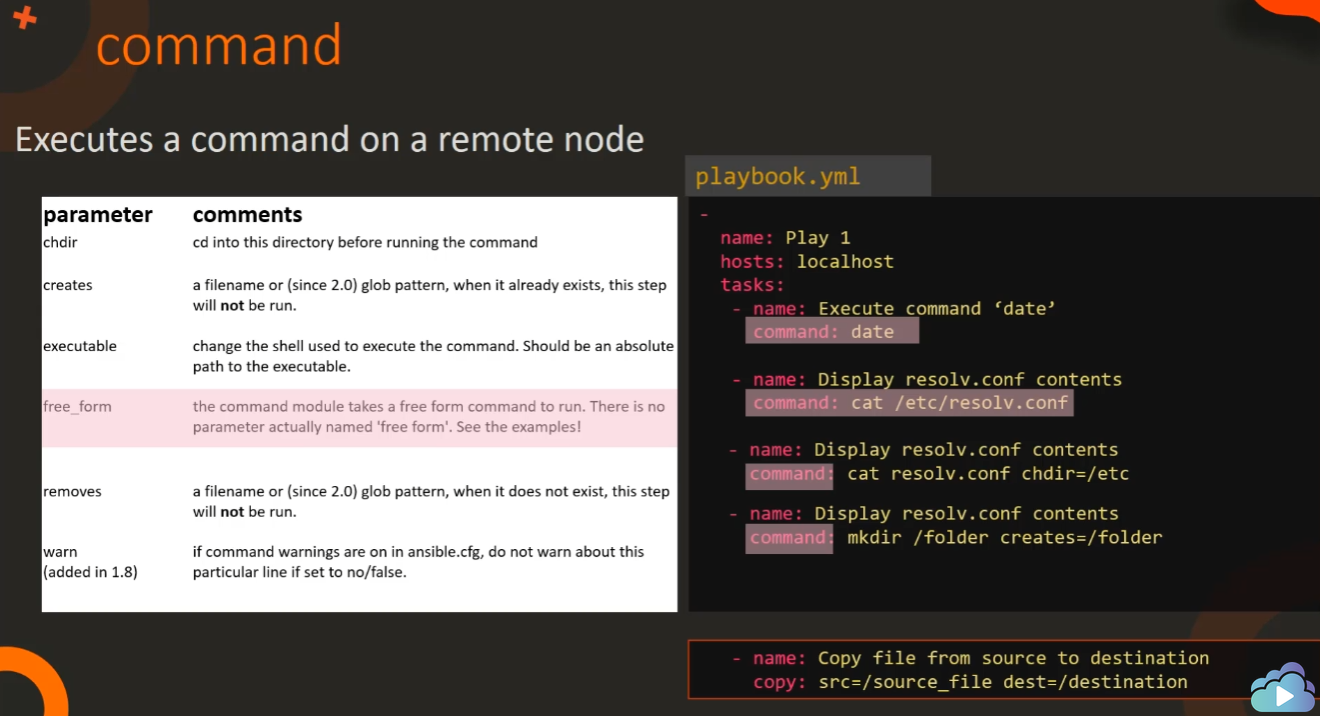 command
Executes a command on a remote node
parameter comments
chdir cd into this directory before running the command
creates a filename or (since 2.0) glob pattern, when it already exists, this step
will not be run.
executable change the shell used to execute the command. Should be an absolute
path to the executable.
free_form the command module takes a free form command to run. There is no
parameter actually named 'free form'. See the examples!
removes a filename or (since 2.0) glob pattern, when it does not exist, this step
will not be run.
warn if command warnings are on in ansible.cfg, do not warn about this
(added in 1.8) particular line if set to no/false.
playbook.yml
-
name: Play 1
hosts: localhost
tasks:
- name: Execute command ‘date’
command: date
- name: Display resolv.conf contents
command: cat /etc/resolv.conf
- name: Display resolv.conf contents
command: cat resolv.conf chdir=/etc
- name: Display resolv.conf contents
command: mkdir /folder creates=/folder
- name: Copy file from source to destination
copy: src=/source_file dest=/destination